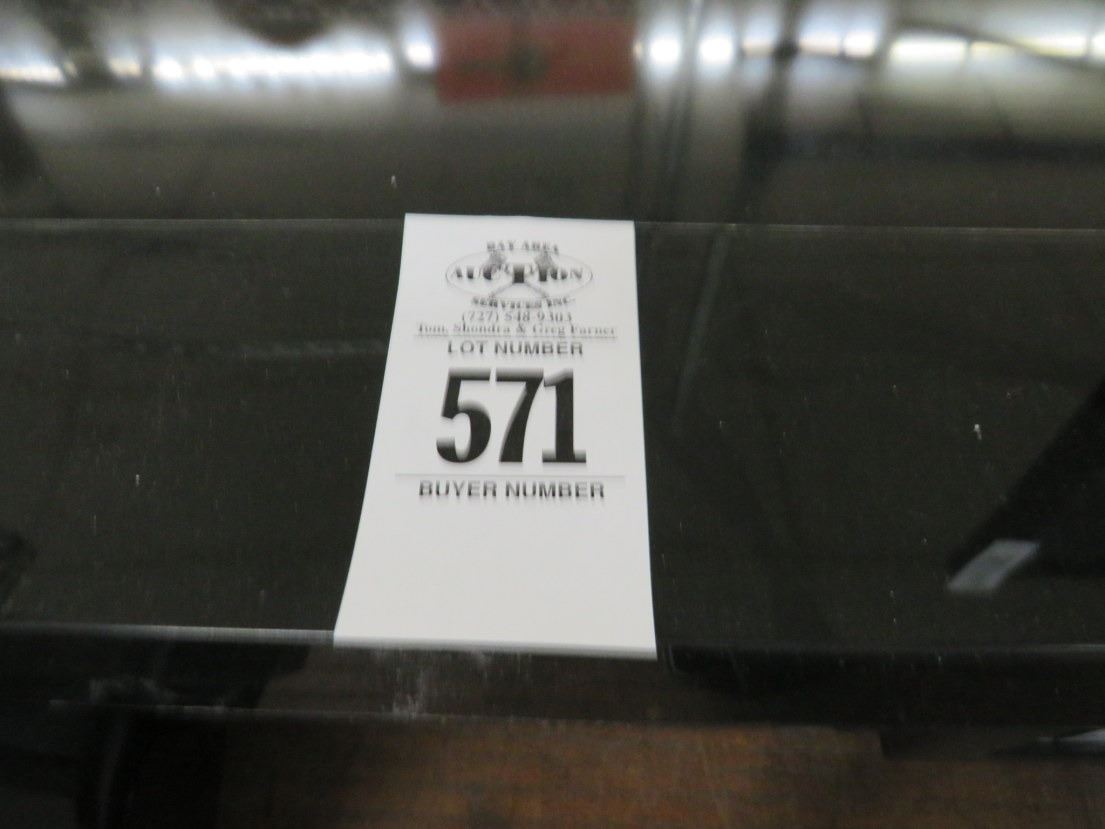 BAY AREA
AUCTION
SERVICES INC
(727) 548-9303
Tom, Shondra & Greg Farner
LOT NUMBER
571
BUYER NUMBER